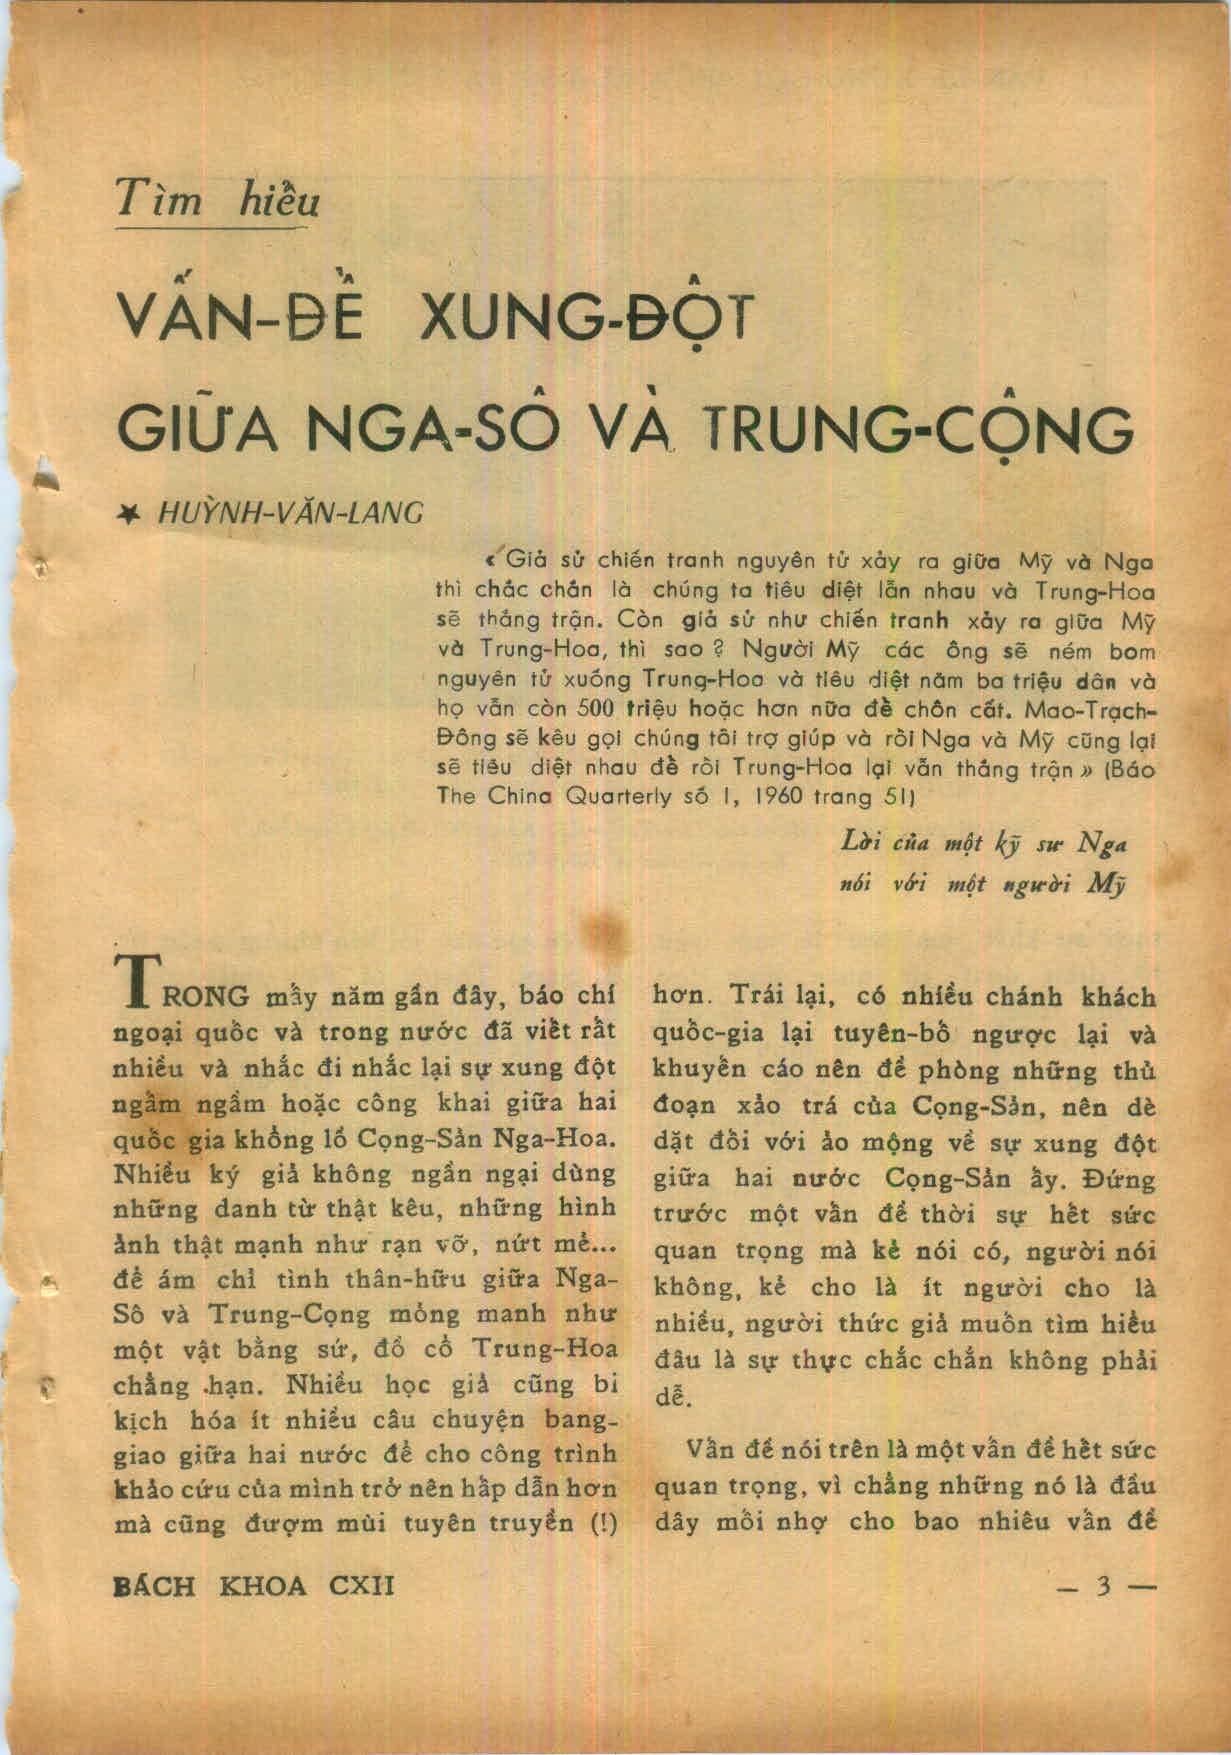 Tìm hiểu
VẤN-ĐỀ XUNG-ĐỘT
GIỮA NGA-SÔ VÀ TRUNG-CỘNG
★ HUỲNH-VĂN-LANG
« Giả sử chiến tranh nguyên tử xảy ra giữa Mỹ và Nga
thì chắc chắn là chúng ta tiêu diệt lẫn nhau và Trung-Hoa
sẽ thắng trận. Còn giả sử như chiến tranh xảy ra giữa Mỹ
và Trung-Hoa, thì sao ? Người Mỹ các ông sẽ ném bom
nguyên tử xuống Trung-Hoa và tiêu diệt năm ba triệu dân và
họ vẫn còn 500 triệu hoặc hơn nữa để chôn cất. Mao-Trạch-
Đông sẽ kêu gọi chúng tôi trợ giúp và rồi Nga và Mỹ cũng lại
sẽ tiêu diệt nhau để rồi Trung-Hoa lại vẫn thắng trận » (Báo
The China Quarterly số 1, 1960 trang 51)
Lời của một kỹ sư Nga
nói với một người Mỹ
TRONG mấy năm gần đây, báo chí
ngoại quốc và trong nước đã viết rất
nhiều và nhắc đi nhắc lại sự xung đột
ngấm ngầm hoặc công khai giữa hai
quốc gia khổng lồ Cọng-Sản Nga-Hoa.
Nhiều ký giả không ngần ngại dùng
những danh từ thật kêu, những hình
ảnh thật mạnh như rạn vỡ, nứt mẻ...
để ám chỉ tình thân-hữu giữa Nga-
Sô và Trung-Cọng mỏng manh như
một vật bằng sứ, đồ cổ Trung-Hoa
chẳng hạn. Nhiều học giả cũng bi
kịch hóa ít nhiều câu chuyện bang-
giao giữa hai nước để cho công trình
khảo cứu của mình trở nên hấp dẫn hơn
mà cũng đượm mùi tuyên truyền (!)
hơn. Trái lại, có nhiều chánh khách
quốc-gia lại tuyên-bố ngược lại và
khuyến cáo nên đề phòng những thủ
đoạn xảo trá của Cọng-Sản, nên dè
dặt đối với ảo mộng về sự xung đột
giữa hai nước Cọng-Sản ấy. Đứng
trước một vấn đề thời sự hết sức
quan trọng mà kẻ nói có, người nói
không, kẻ cho là ít người cho là
nhiều, người thức giả muốn tìm hiểu
đâu là sự thực chắc chắn không phải
dễ.
Vấn đề nói trên là một vấn đề hết sức
quan trọng, vì chẳng những nó là đầu
dây mối nhợ cho bao nhiêu vấn đề
BÁCH KHOA CXII
— 3 —